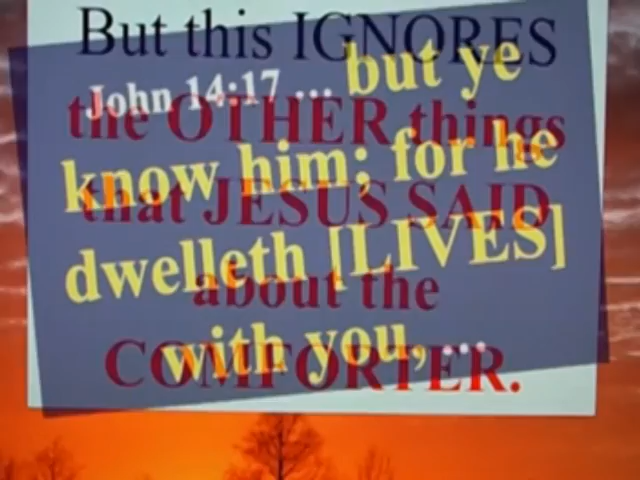 But this IGNORES
the OTHER things
that JESUS SAID
about the
COMFORTER.
John 14:17 ... but ye
know him; for he
dwelleth [LIVES]
with you, ...